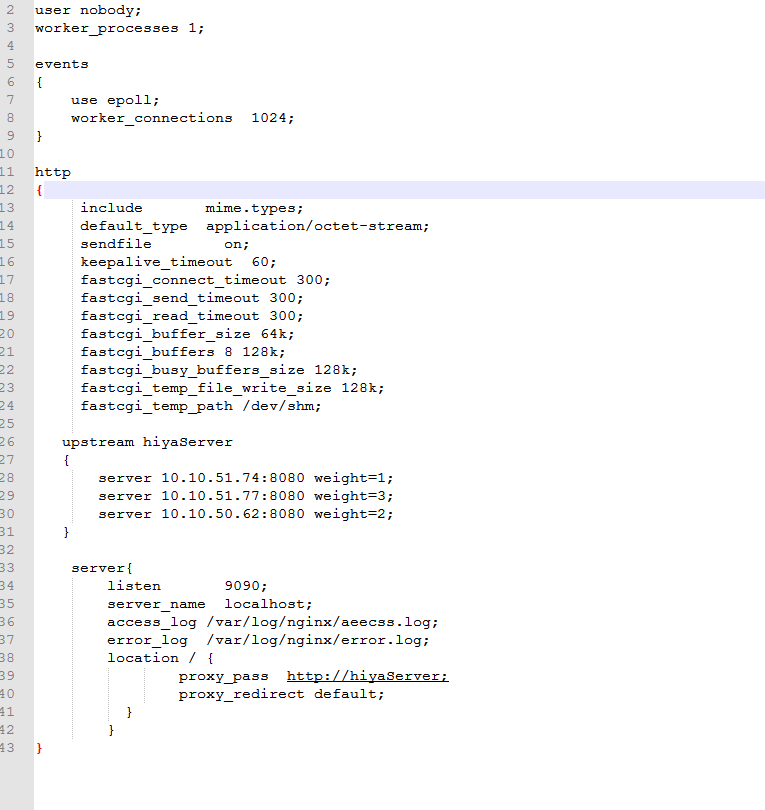 2 user nobody;
3 worker_processes 1;
4
5 events
6 {
7 use epoll;
8 worker_connections 1024;
9 }
10
11 http
12 {
13 include mime.types;
14 default_type application/octet-stream;
15 sendfile on;
16 keepalive_timeout 60;
17 fastcgi_connect_timeout 300;
18 fastcgi_send_timeout 300;
19 fastcgi_read_timeout 300;
20 fastcgi_buffer_size 64k;
21 fastcgi_buffers 8 128k;
22 fastcgi_busy_buffers_size 128k;
23 fastcgi_temp_file_write_size 128k;
24 fastcgi_temp_path /dev/shm;
25
26 upstream hiyaServer
27 {
28 server 10.10.51.74:8080 weight=1;
29 server 10.10.51.77:8080 weight=3;
30 server 10.10.50.62:8080 weight=2;
31 }
32
33 server{
34 listen 9090;
35 server_name localhost;
36 access_log /var/log/nginx/aeecss.log;
37 error_log /var/log/nginx/error.log;
38 location / {
39 proxy_pass http://hiyaServer;
40 proxy_redirect default;
41 }
42 }
43 }